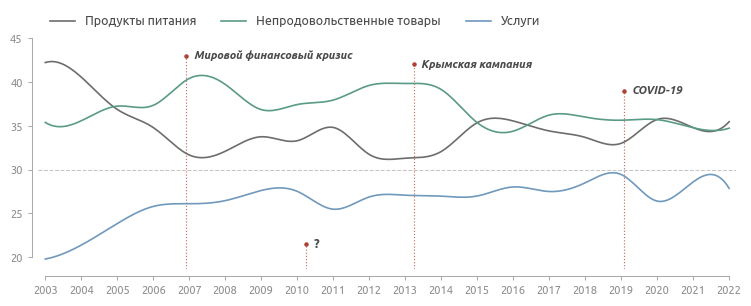 Продукты питания Непродовольственные товары Услуги
45
Мировой финансовый кризис
Крымская кампания
40
COVID-19
35
30
25
?
20
2003 2004 2005 2006 2007 2008 2009 2010 2011 2012 2013 2014 2015 2016 2017 2018 2019 2020 2021 2022